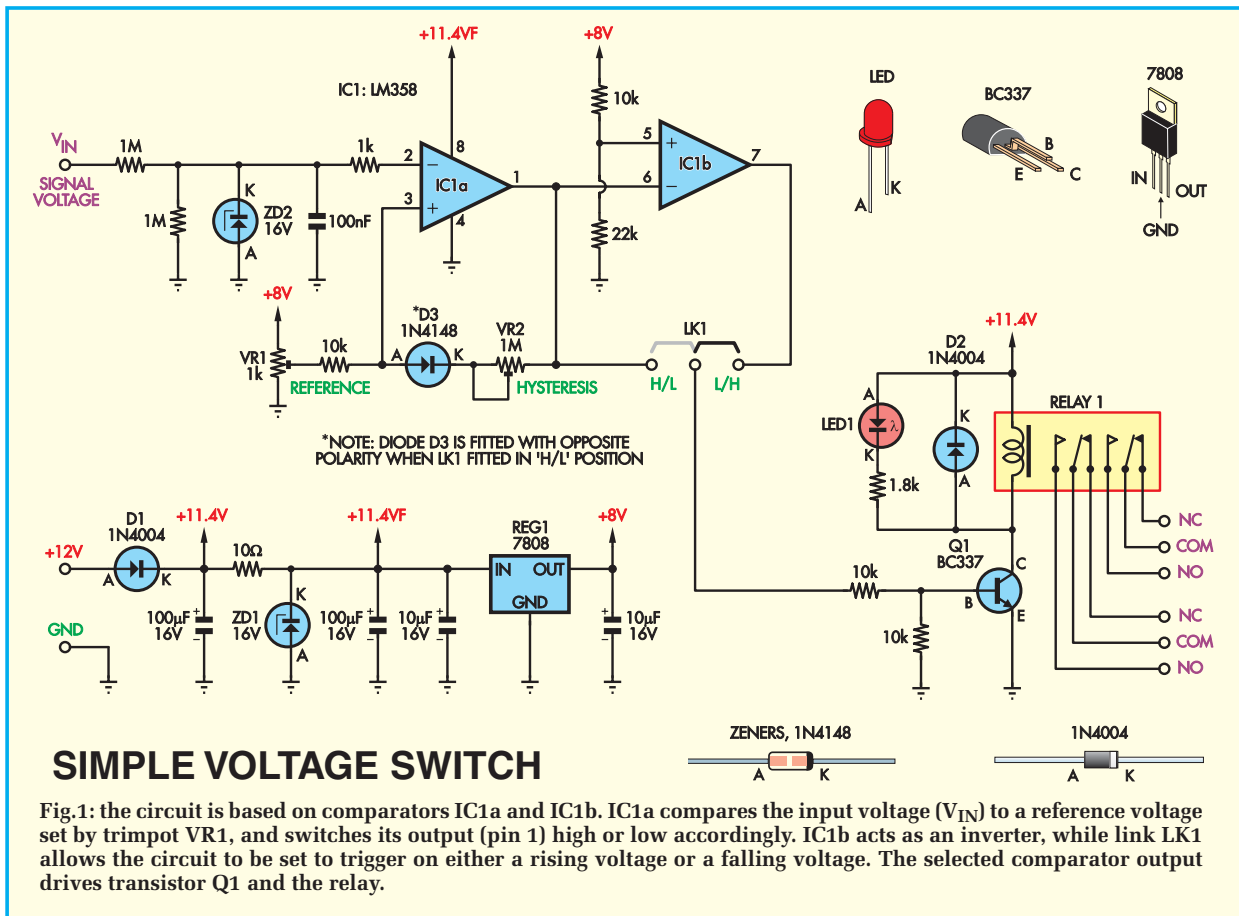 +11.4VF
+8V
IC1: LM358
10k
VIN
SIGNAL
VOLTAGE
1M
1k
1M
K
ZD2
16V
A
100nF
2
3
8
4
1
−
+
IC1a
5
6
7
+
−
IC1b
22k
LED
K
A
BC337
B
E
C
7808
IN
OUT
GND
+8V
VR1
1k
10k
REFERENCE
*D3
1N4148
A
K
VR2
1M
HYSTERESIS
LK1
H/L
L/H
*NOTE: DIODE D3 IS FITTED WITH OPPOSITE
POLARITY WHEN LK1 FITTED IN 'H/L' POSITION
+11.4V
D2
1N4004
A
LED1
λ
K
1.8k
K
A
RELAY 1
NC
COM
NO
NC
COM
NO
Q1
BC337
C
B
E
10k
10k
+12V
D1
1N4004
A
K
+11.4V
10Ω
+11.4VF
REG1
7808
IN
OUT
GND
+8V
GND
100µF
16V
+
−
K
ZD1
16V
A
100µF
16V
+
−
10µF
16V
+
−
10µF
16V
+
−
SIMPLE VOLTAGE SWITCH
ZENERS, 1N4148
A
K
1N4004
A
K
Fig.1: the circuit is based on comparators IC1a and IC1b. IC1a compares the input voltage (VIN) to a reference voltage
set by trimpot VR1, and switches its output (pin 1) high or low accordingly. IC1b acts as an inverter, while link LK1
allows the circuit to be set to trigger on either a rising voltage or a falling voltage. The selected comparator output
drives transistor Q1 and the relay.